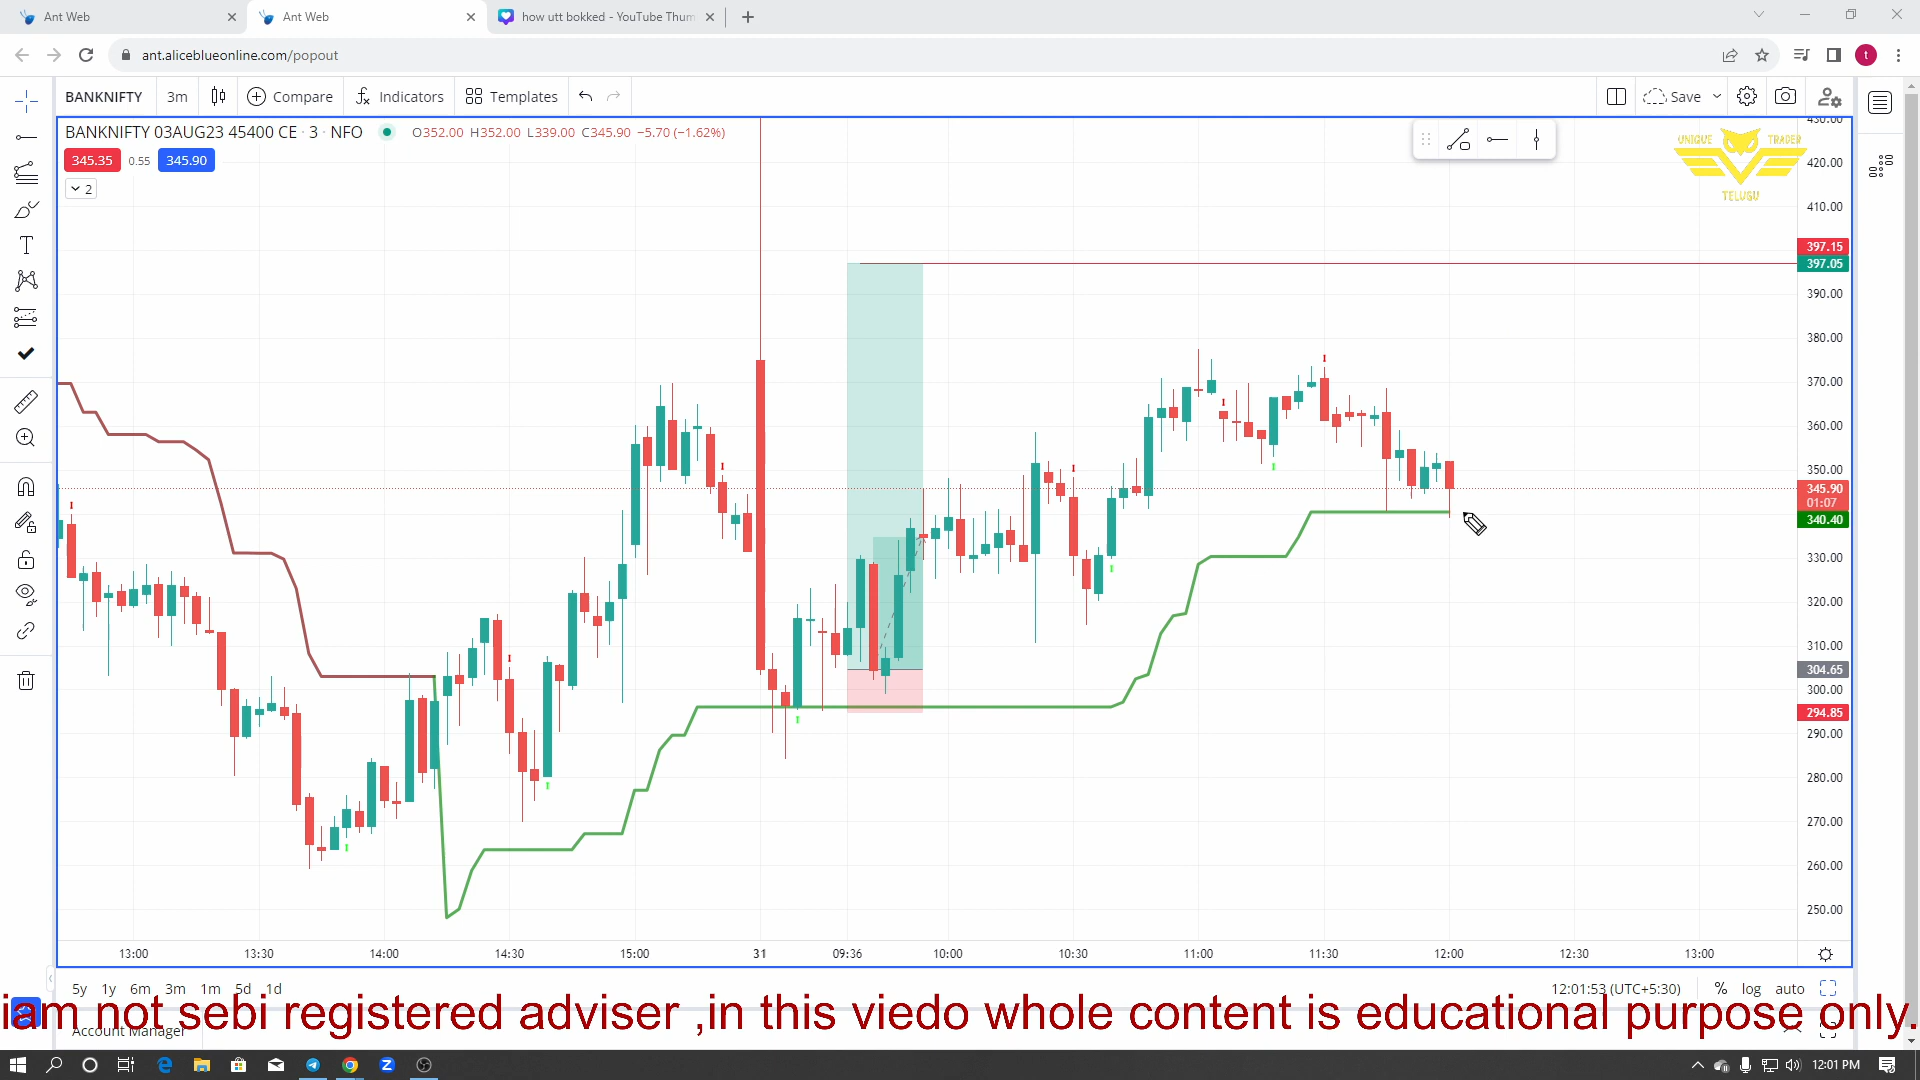 Ant Web
Ant Web
how utt bokked - YouTube Thum
ant.aliceblueonline.com/popout
t
BANKNIFTY
3m
Compare
Indicators
Templates
Save
BANKNIFTY 03AUG23 45400 CE · 3 · NFO
O352.00 H352.00 L339.00 C345.90 −5.70 (−1.62%)
345.35 0.55 345.90
2
UNIQUE TRADER
TELUGU
430.00
420.00
410.00
397.15
397.05
390.00
380.00
370.00
360.00
350.00
345.90
01:07
340.40
330.00
320.00
310.00
304.65
300.00
294.85
290.00
280.00
270.00
260.00
250.00
13:00 13:30 14:00 14:30 15:00 31 09:36 10:00 10:30 11:00 11:30 12:00 12:30 13:00
5y 1y 6m 3m 1m 5d 1d
12:01:53 (UTC+5:30) % log auto
iam not sebi registered adviser ,in this viedo whole content is educational purpose only.
Account Manager
12:01 PM